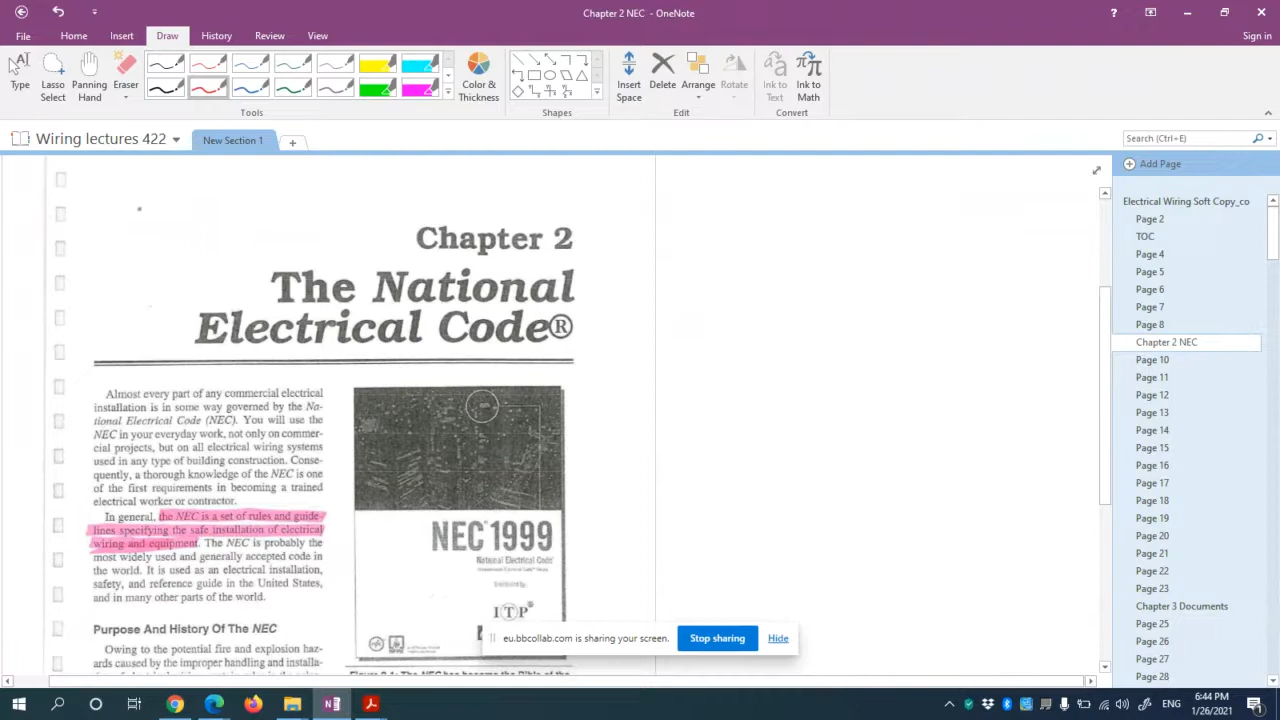 Chapter 2 NEC - OneNote
?
File
Home
Insert
Draw
History
Review
View
Sign in
Type
Lasso
Select
Panning
Hand
Eraser
Color &
Thickness
Insert
Space
Delete
Arrange
Rotate
Ink to
Text
Ink to
Math
Tools
Shapes
Edit
Convert
Wiring lectures 422
New Section 1
Search (Ctrl+E)
Add Page
Electrical Wiring Soft Copy_co
Page 2
TOC
Page 4
Page 5
Page 6
Page 7
Page 8
Chapter 2 NEC
Page 10
Page 11
Page 12
Page 13
Page 14
Page 15
Page 16
Page 17
Page 18
Page 19
Page 20
Page 21
Page 22
Page 23
Chapter 3 Documents
Page 25
Page 26
Page 27
Page 28
Chapter 2
The National
Electrical Code®
Almost every part of any commercial electrical
installation is in some way governed by the Na-
tional Electrical Code (NEC). You will use the
NEC in your everyday work, not only on commer-
cial projects, but on all electrical wiring systems
used in any type of building construction. Conse-
quently, a thorough knowledge of the NEC is one
of the first requirements in becoming a trained
electrical worker or contractor.
In general, the NEC is a set of rules and guide-
lines specifying the safe installation of electrical
wiring and equipment. The NEC is probably the
most widely used and generally accepted code in
the world. It is used as an electrical installation,
safety, and reference guide in the United States,
and in many other parts of the world.
Purpose And History Of The NEC
Owing to the potential fire and explosion haz-
ards caused by the improper handling and installa-
NEC® 1999
National Electrical Code®
ITP®
eu.bbcollab.com is sharing your screen.
Stop sharing
Hide
6:44 PM
1/26/2021